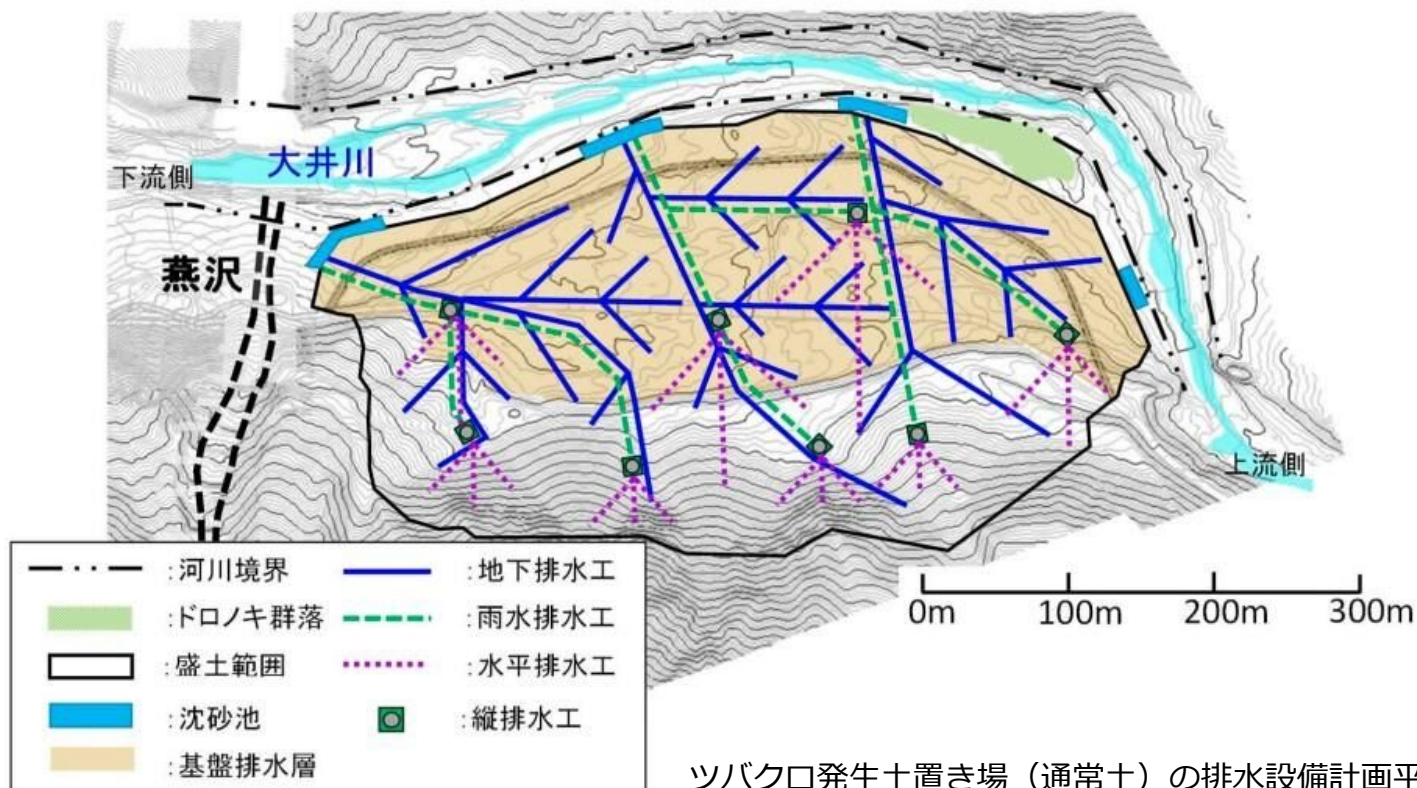 大井川
下流側
燕沢
上流側
:河川境界
:地下排水工
:ドロノキ群落
:雨水排水工
:盛土範囲
:水平排水工
:沈砂池
:縦排水工
:基盤排水層
0m 100m 200m 300m
ツバクロ発生土置き場（通常土）の排水設備計画平